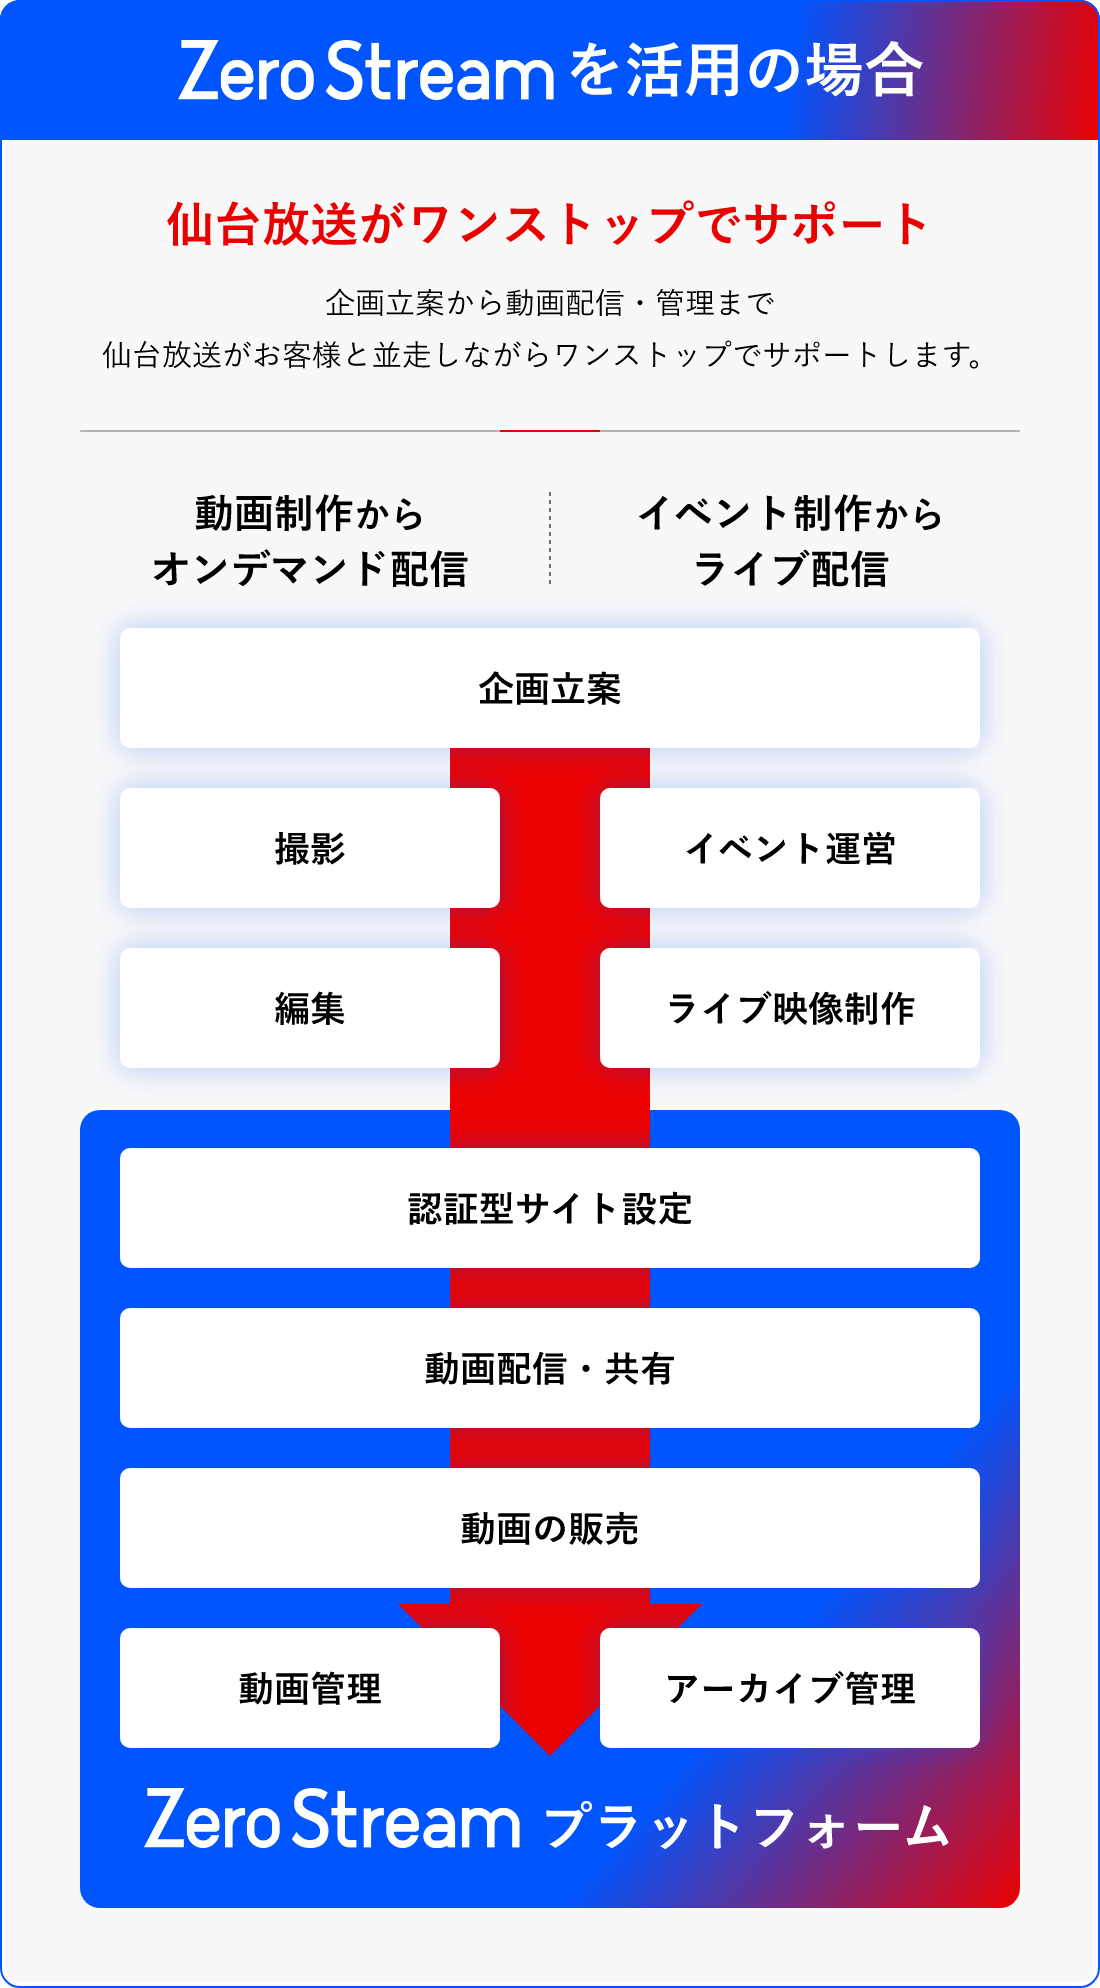 Zero Stream を活用の場合
仙台放送がワンストップでサポート
企画立案から動画配信・管理まで
仙台放送がお客様と並走しながらワンストップでサポートします。
動画制作から
オンデマンド配信
イベント制作から
ライブ配信
企画立案
撮影
イベント運営
編集
ライブ映像制作
認証型サイト設定
動画配信・共有
動画の販売
動画管理
アーカイブ管理
Zero Stream プラットフォーム